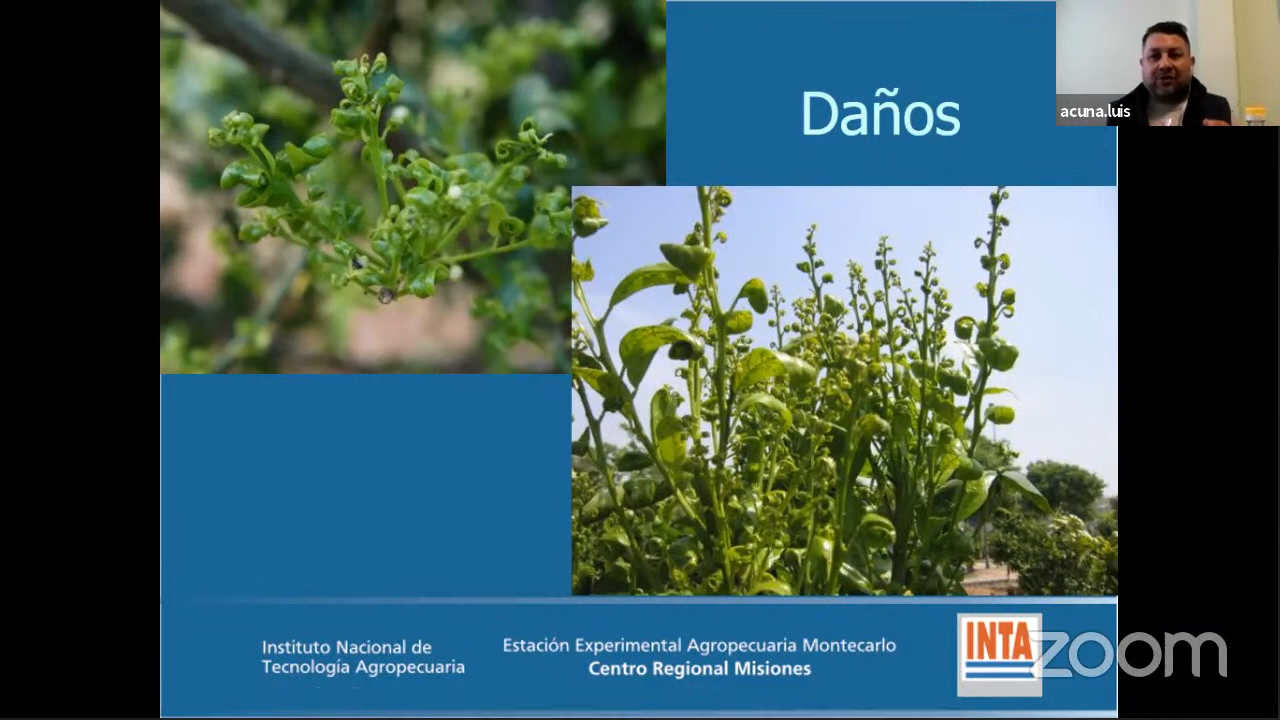 Daños
acuna.luis
Instituto Nacional de
Tecnología Agropecuaria
Estación Experimental Agropecuaria Montecarlo
Centro Regional Misiones
INTA
zoom